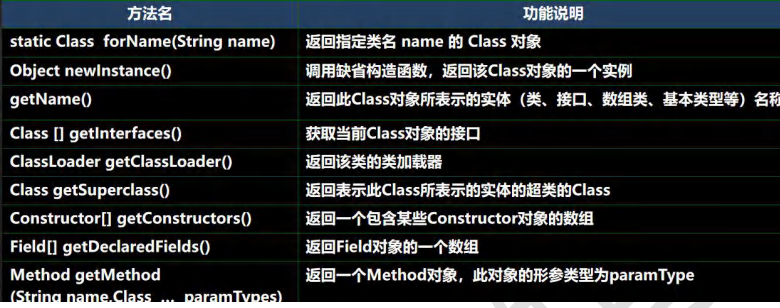 方法名 功能说明
static Class forName(String name) 返回指定类名 name 的 Class 对象
Object newInstance() 调用缺省构造函数，返回该Class对象的一个实例
getName() 返回此Class对象所表示的实体（类、接口、数组类、基本类型等）名称
Class [] getInterfaces() 获取当前Class对象的接口
ClassLoader getClassLoader() 返回该类的类加载器
Class getSuperclass() 返回表示此Class所表示的实体的超类的Class
Constructor[] getConstructors() 返回一个包含某些Constructor对象的数组
Field[] getDeclaredFields() 返回Field对象的一个数组
Method getMethod 返回一个Method对象，此对象的形参类型为paramType
(String name,Class … paramTypes)